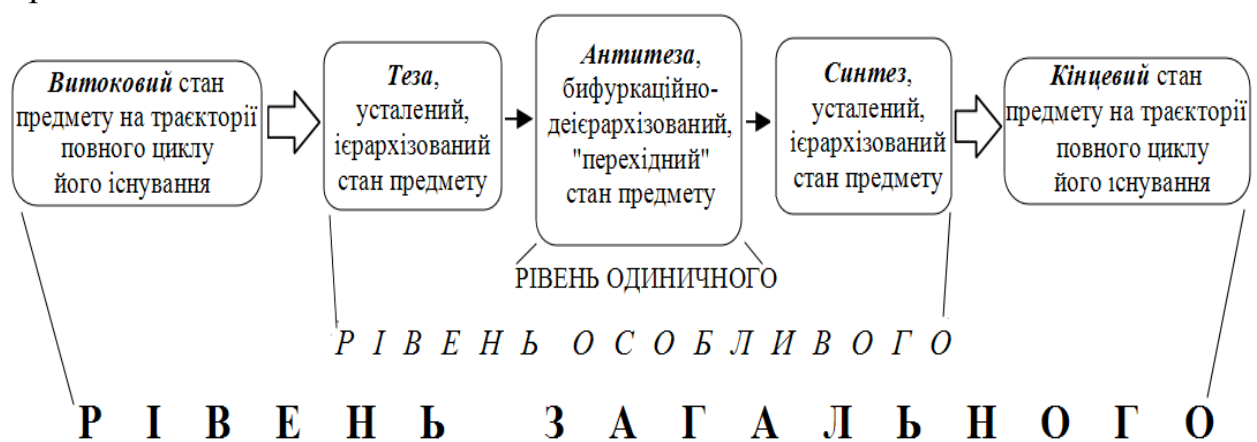 Витоковий стан
предмету на траєкторії
повного циклу
його існування
Теза,
усталений,
ієрархізований
стан предмету
Антитеза,
бифуркаційно-
деієрархізований,
"перехідний"
стан предмету
Синтез,
усталений,
ієрархізований
стан предмету
Кінцевий стан
предмету на траєкторії
повного циклу
його існування
РІВЕНЬ ОДИНИЧНОГО
Р І В Е Н Ь О С О Б Л И В О Г О
Р І В Е Н Ь З А Г А Л Ь Н О Г О